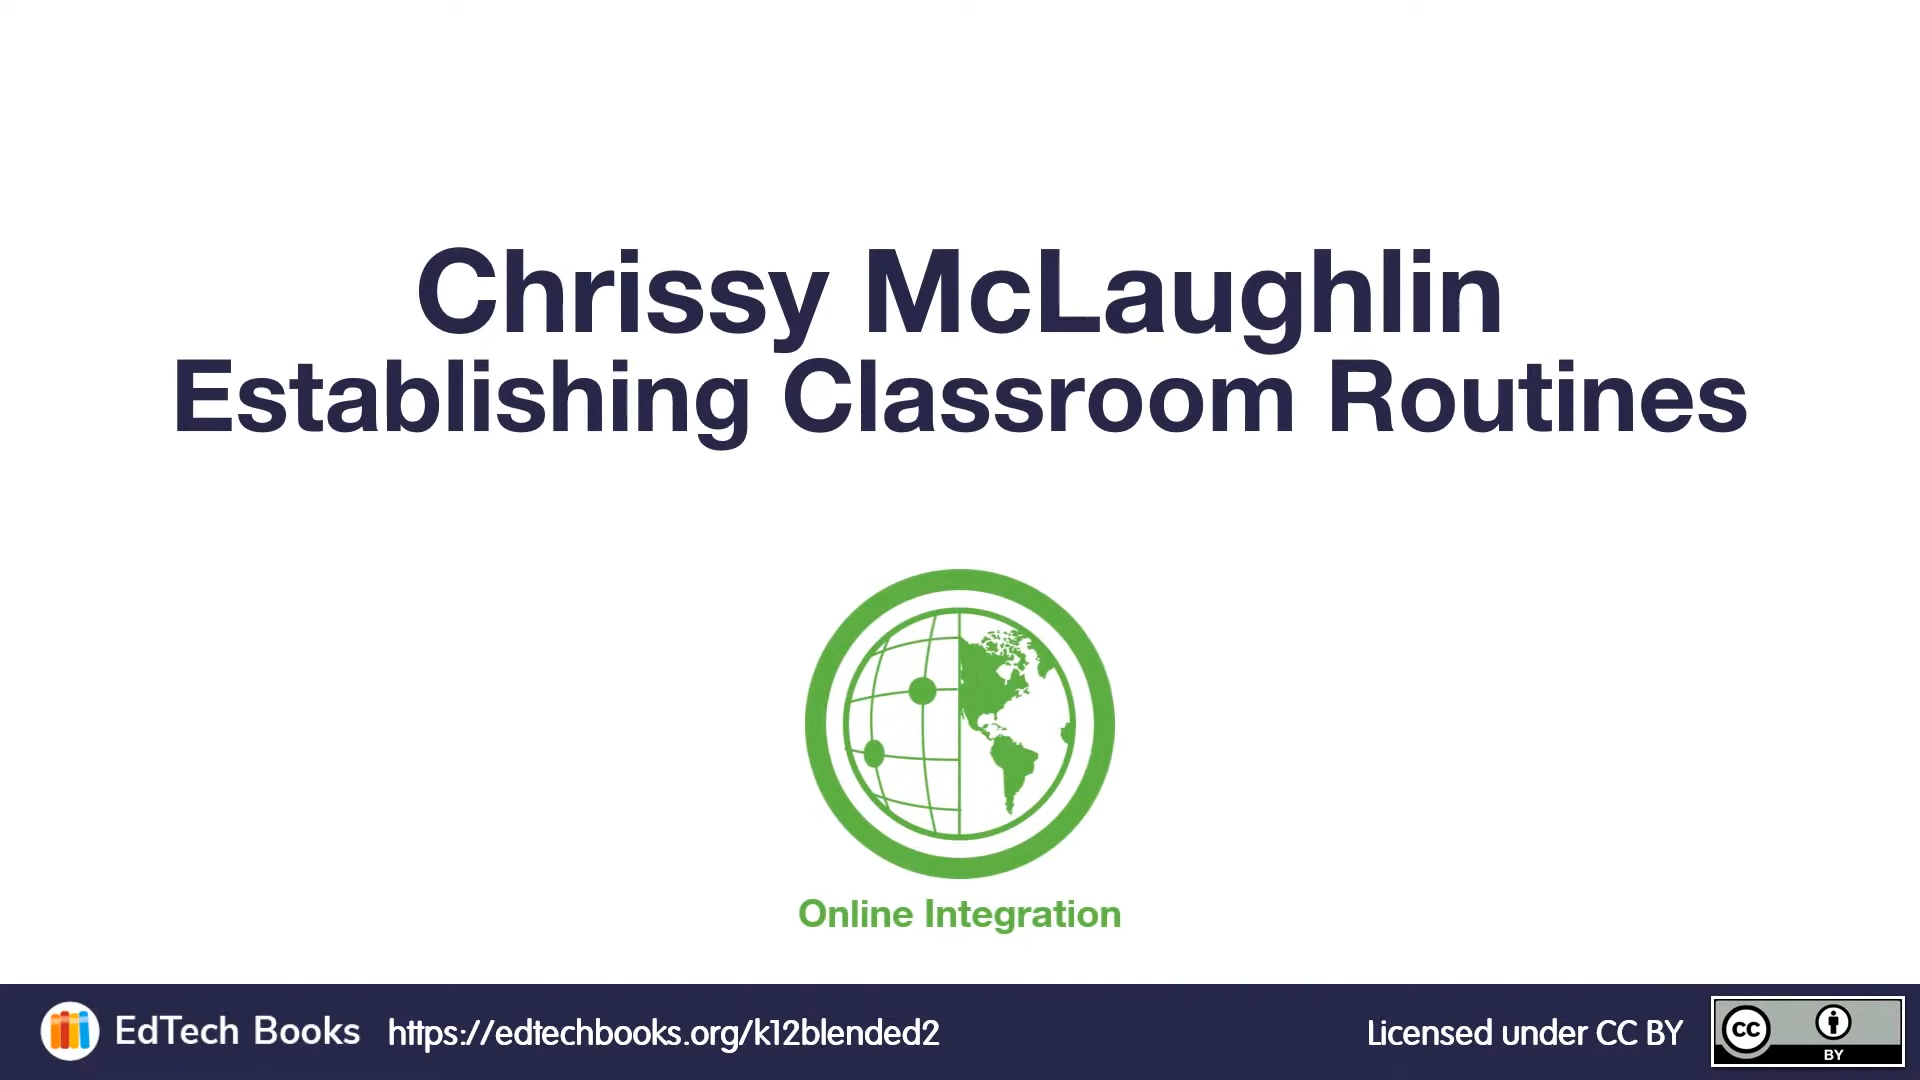 Chrissy McLaughlin
Establishing Classroom Routines
Online Integration
EdTech Books https://edtechbooks.org/k12blended2 Licensed under CC BY cc BY